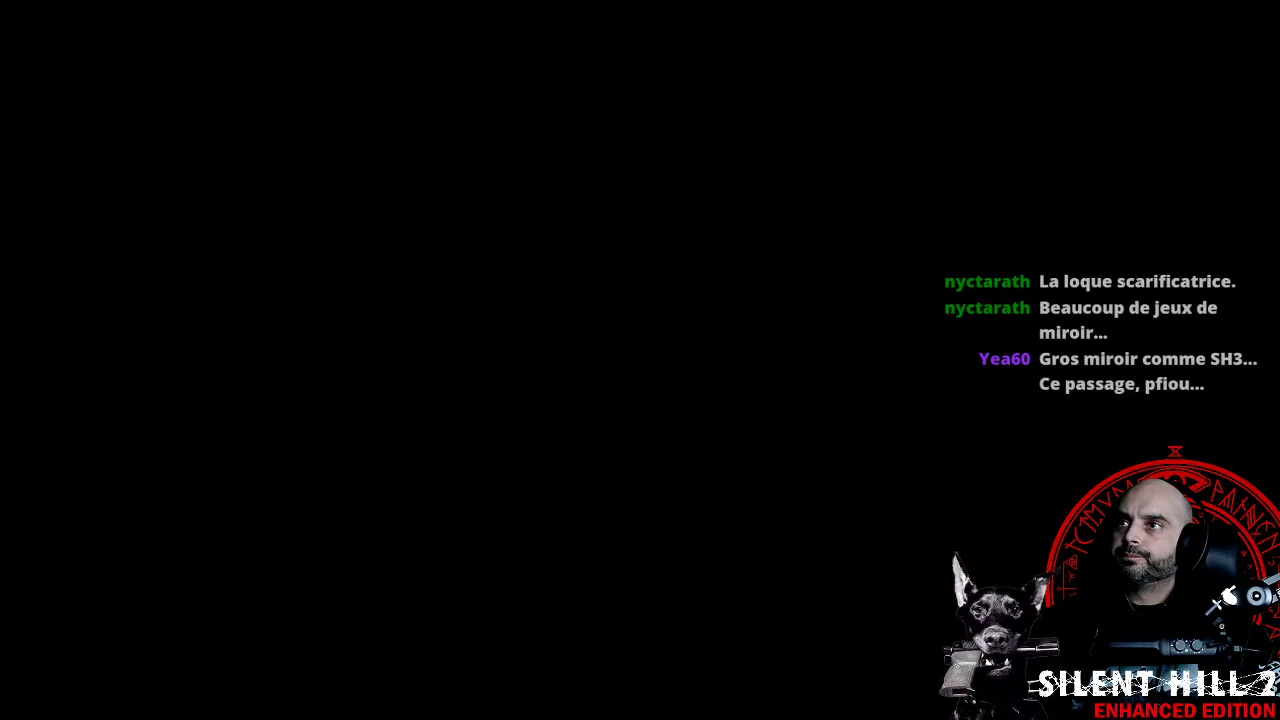 nyctarath La loque scarificatrice.
nyctarath Beaucoup de jeux de
miroir...
Yea60 Gros miroir comme SH3...
Ce passage, pfiou...
SILENT HILL 2
ENHANCED EDITION